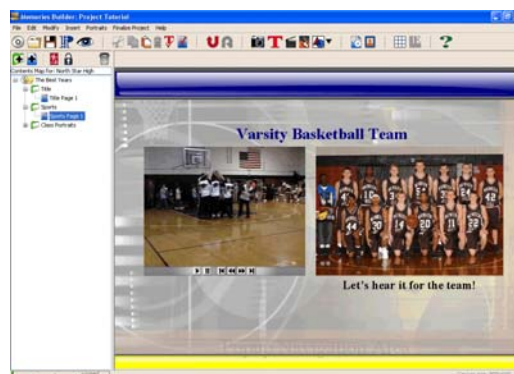 Memories Builder: Project Tutorial
File Edit Modify Insert Portraits Finalize Project Help
Contents Map for: North Star High
The Best Years
Title
Title Page 1
Sports
Sports Page 1
Class Portraits
Varsity Basketball Team
Let's hear it for the team!